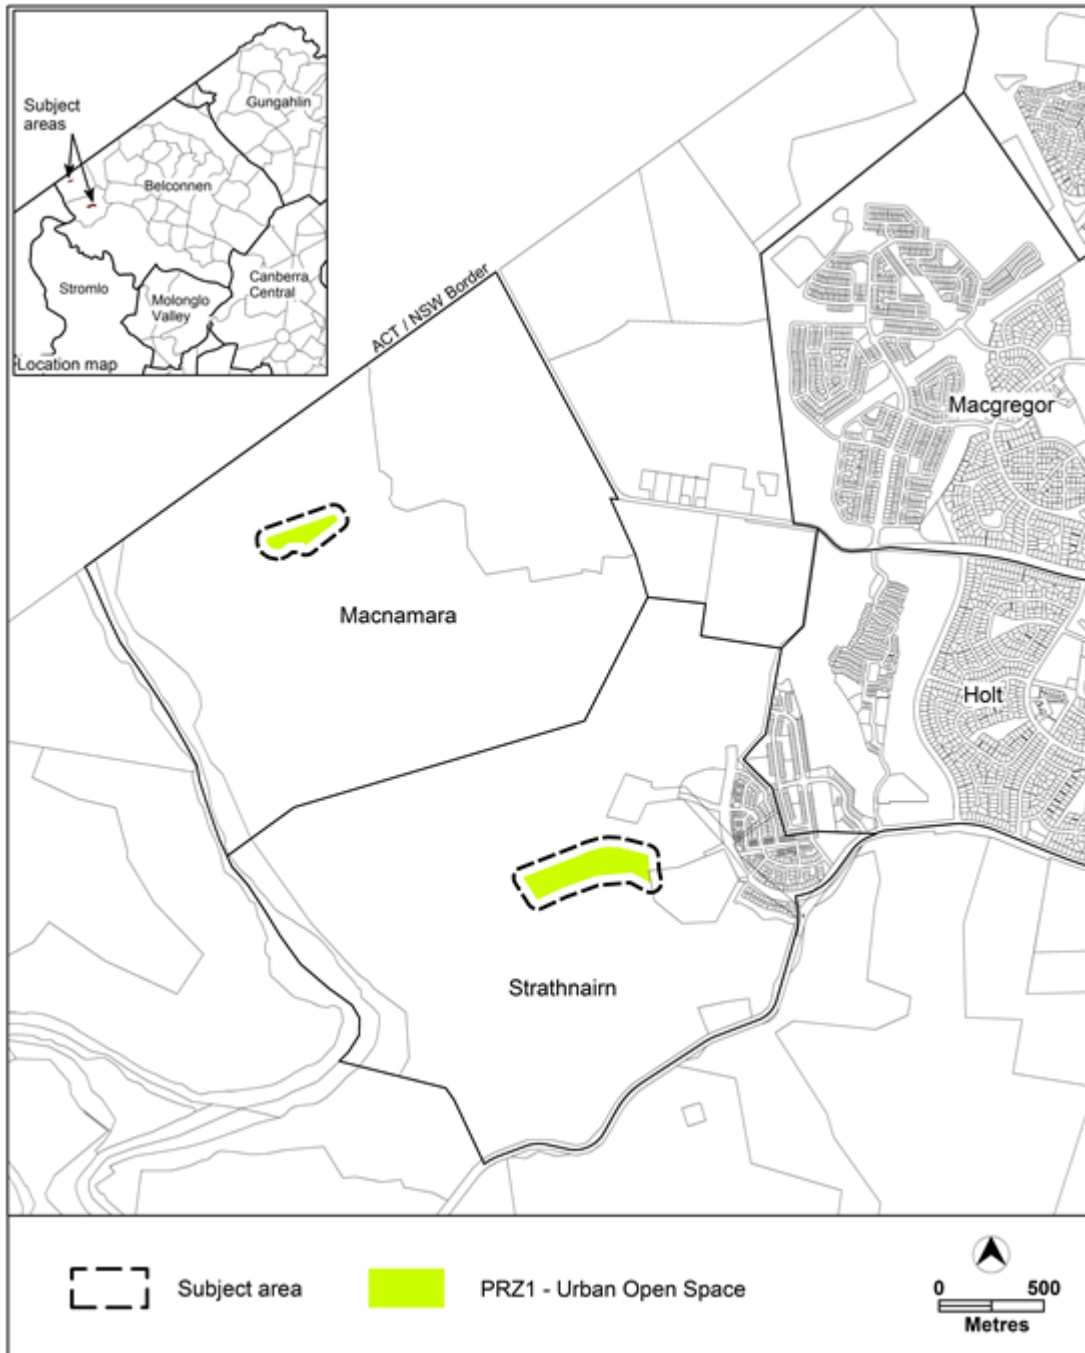 Gungahlin
Subject
areas
Belconnen
Stromlo
Molonglo
Valley
Canberra
Central
Location map
ACT / NSW Border
Macgregor
Macnamara
Holt
Strathnairn
Subject area
PRZ1 - Urban Open Space
0 500
Metres